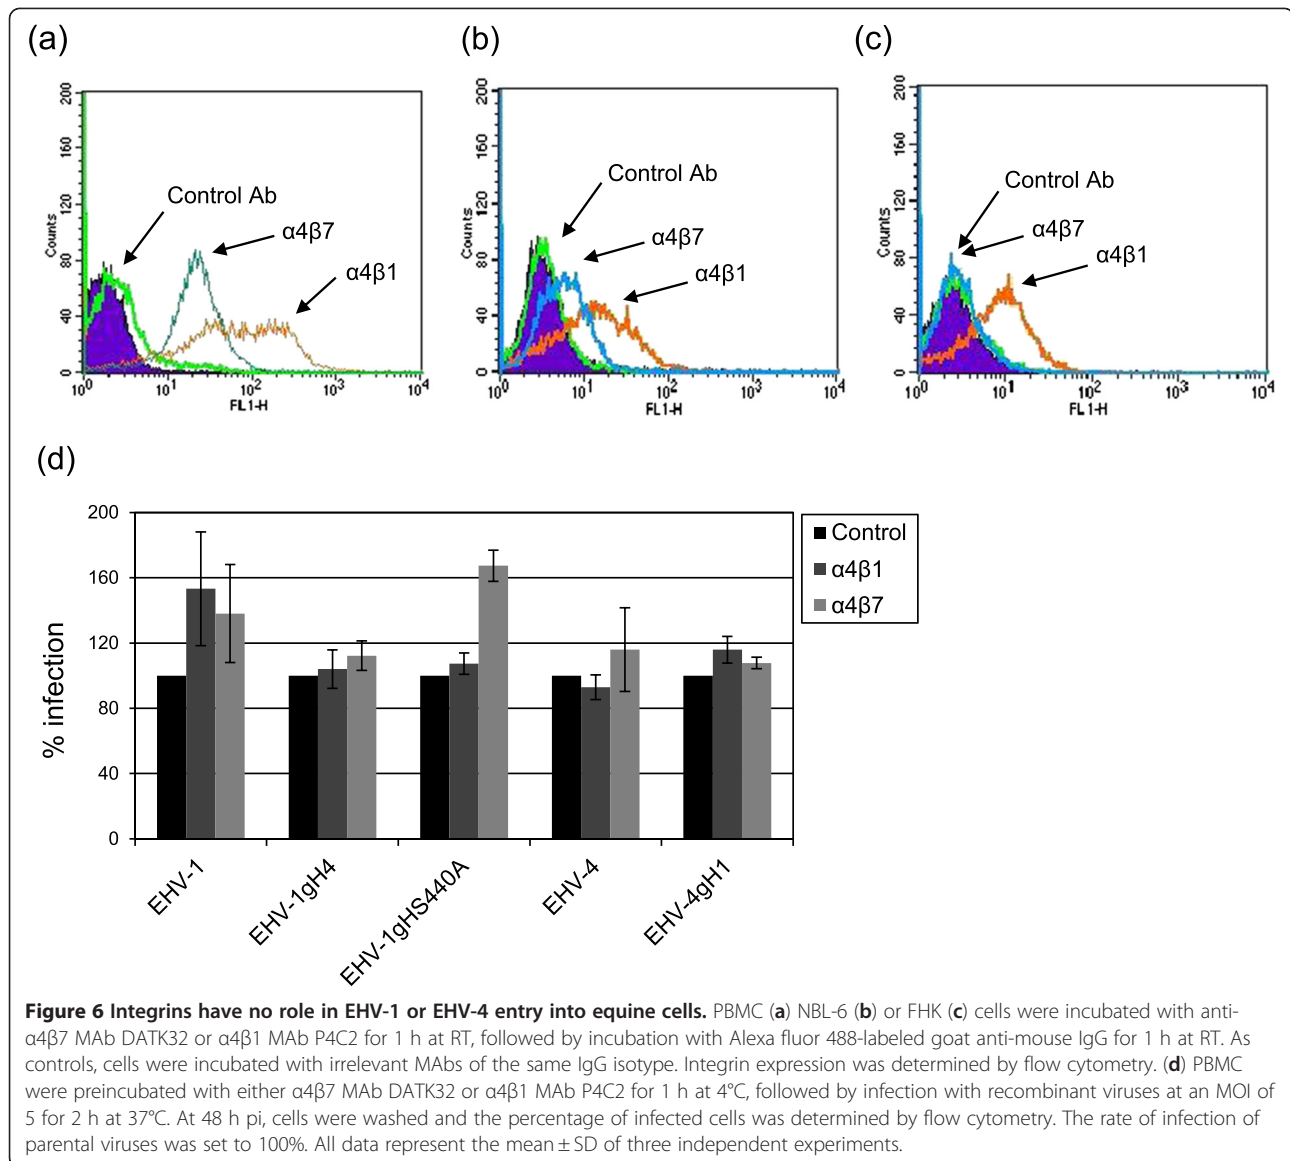 (a)
(b)
(c)
200
160
120
80
40
0
Counts
Control Ab
α4β7
α4β1
10⁰
10¹
10²
10³
10⁴
FL1-H
200
160
120
80
40
0
Counts
Control Ab
α4β7
α4β1
10⁰
10¹
10²
10³
10⁴
FL1-H
200
160
120
80
40
0
Counts
Control Ab
α4β7
α4β1
10⁰
10¹
10²
10³
10⁴
FL1-H
(d)
200
160
120
80
40
0
% infection
Control
α4β1
α4β7
EHV-1
EHV-1gH4
EHV-1gHS440A
EHV-4
EHV-4gH1
Figure 6 Integrins have no role in EHV-1 or EHV-4 entry into equine cells. PBMC (a) NBL-6 (b) or FHK (c) cells were incubated with anti-
α4β7 MAb DATK32 or α4β1 MAb P4C2 for 1 h at RT, followed by incubation with Alexa fluor 488-labeled goat anti-mouse IgG for 1 h at RT. As
controls, cells were incubated with irrelevant MAbs of the same IgG isotype. Integrin expression was determined by flow cytometry. (d) PBMC
were preincubated with either α4β7 MAb DATK32 or α4β1 MAb P4C2 for 1 h at 4°C, followed by infection with recombinant viruses at an MOI of
5 for 2 h at 37°C. At 48 h pi, cells were washed and the percentage of infected cells was determined by flow cytometry. The rate of infection of
parental viruses was set to 100%. All data represent the mean ± SD of three independent experiments.